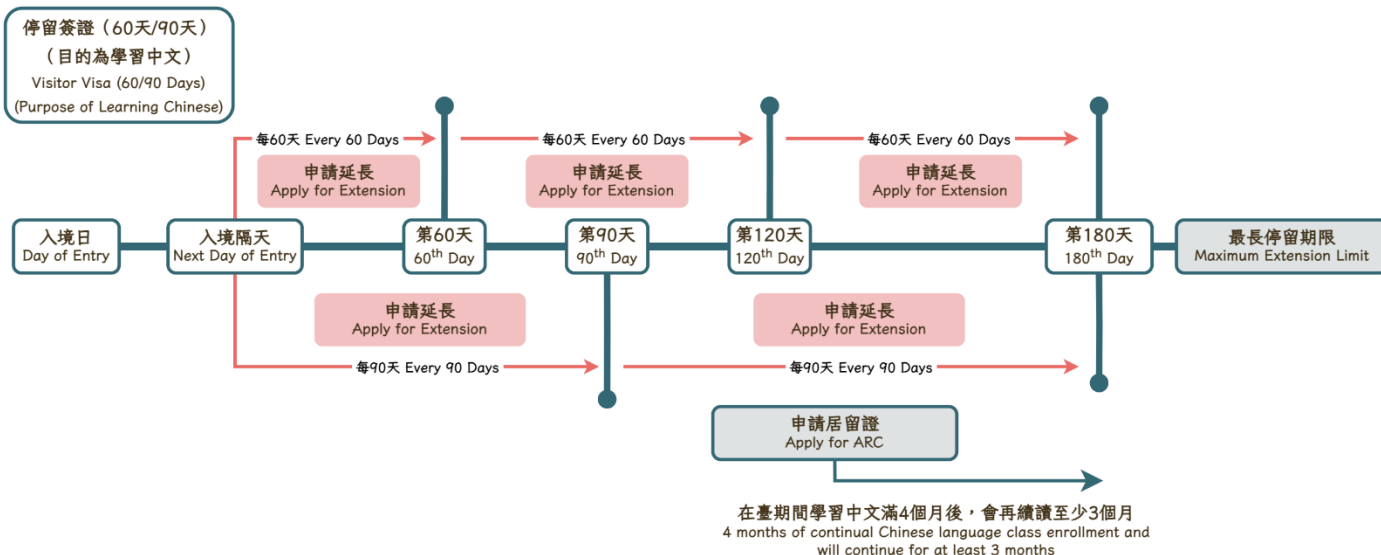 停留簽證（60天/90天）
（目的為學習中文）
Visitor Visa (60/90 Days)
(Purpose of Learning Chinese)
每60天 Every 60 Days
每60天 Every 60 Days
每60天 Every 60 Days
申請延長
Apply for Extension
申請延長
Apply for Extension
申請延長
Apply for Extension
入境日
Day of Entry
入境隔天
Next Day of Entry
第60天
60th Day
第90天
90th Day
第120天
120th Day
第180天
180th Day
最長停留期限
Maximum Extension Limit
申請延長
Apply for Extension
申請延長
Apply for Extension
每90天 Every 90 Days
每90天 Every 90 Days
申請居留證
Apply for ARC
在臺期間學習中文滿4個月後，會再續讀至少3個月
4 months of continual Chinese language class enrollment and
will continue for at least 3 months